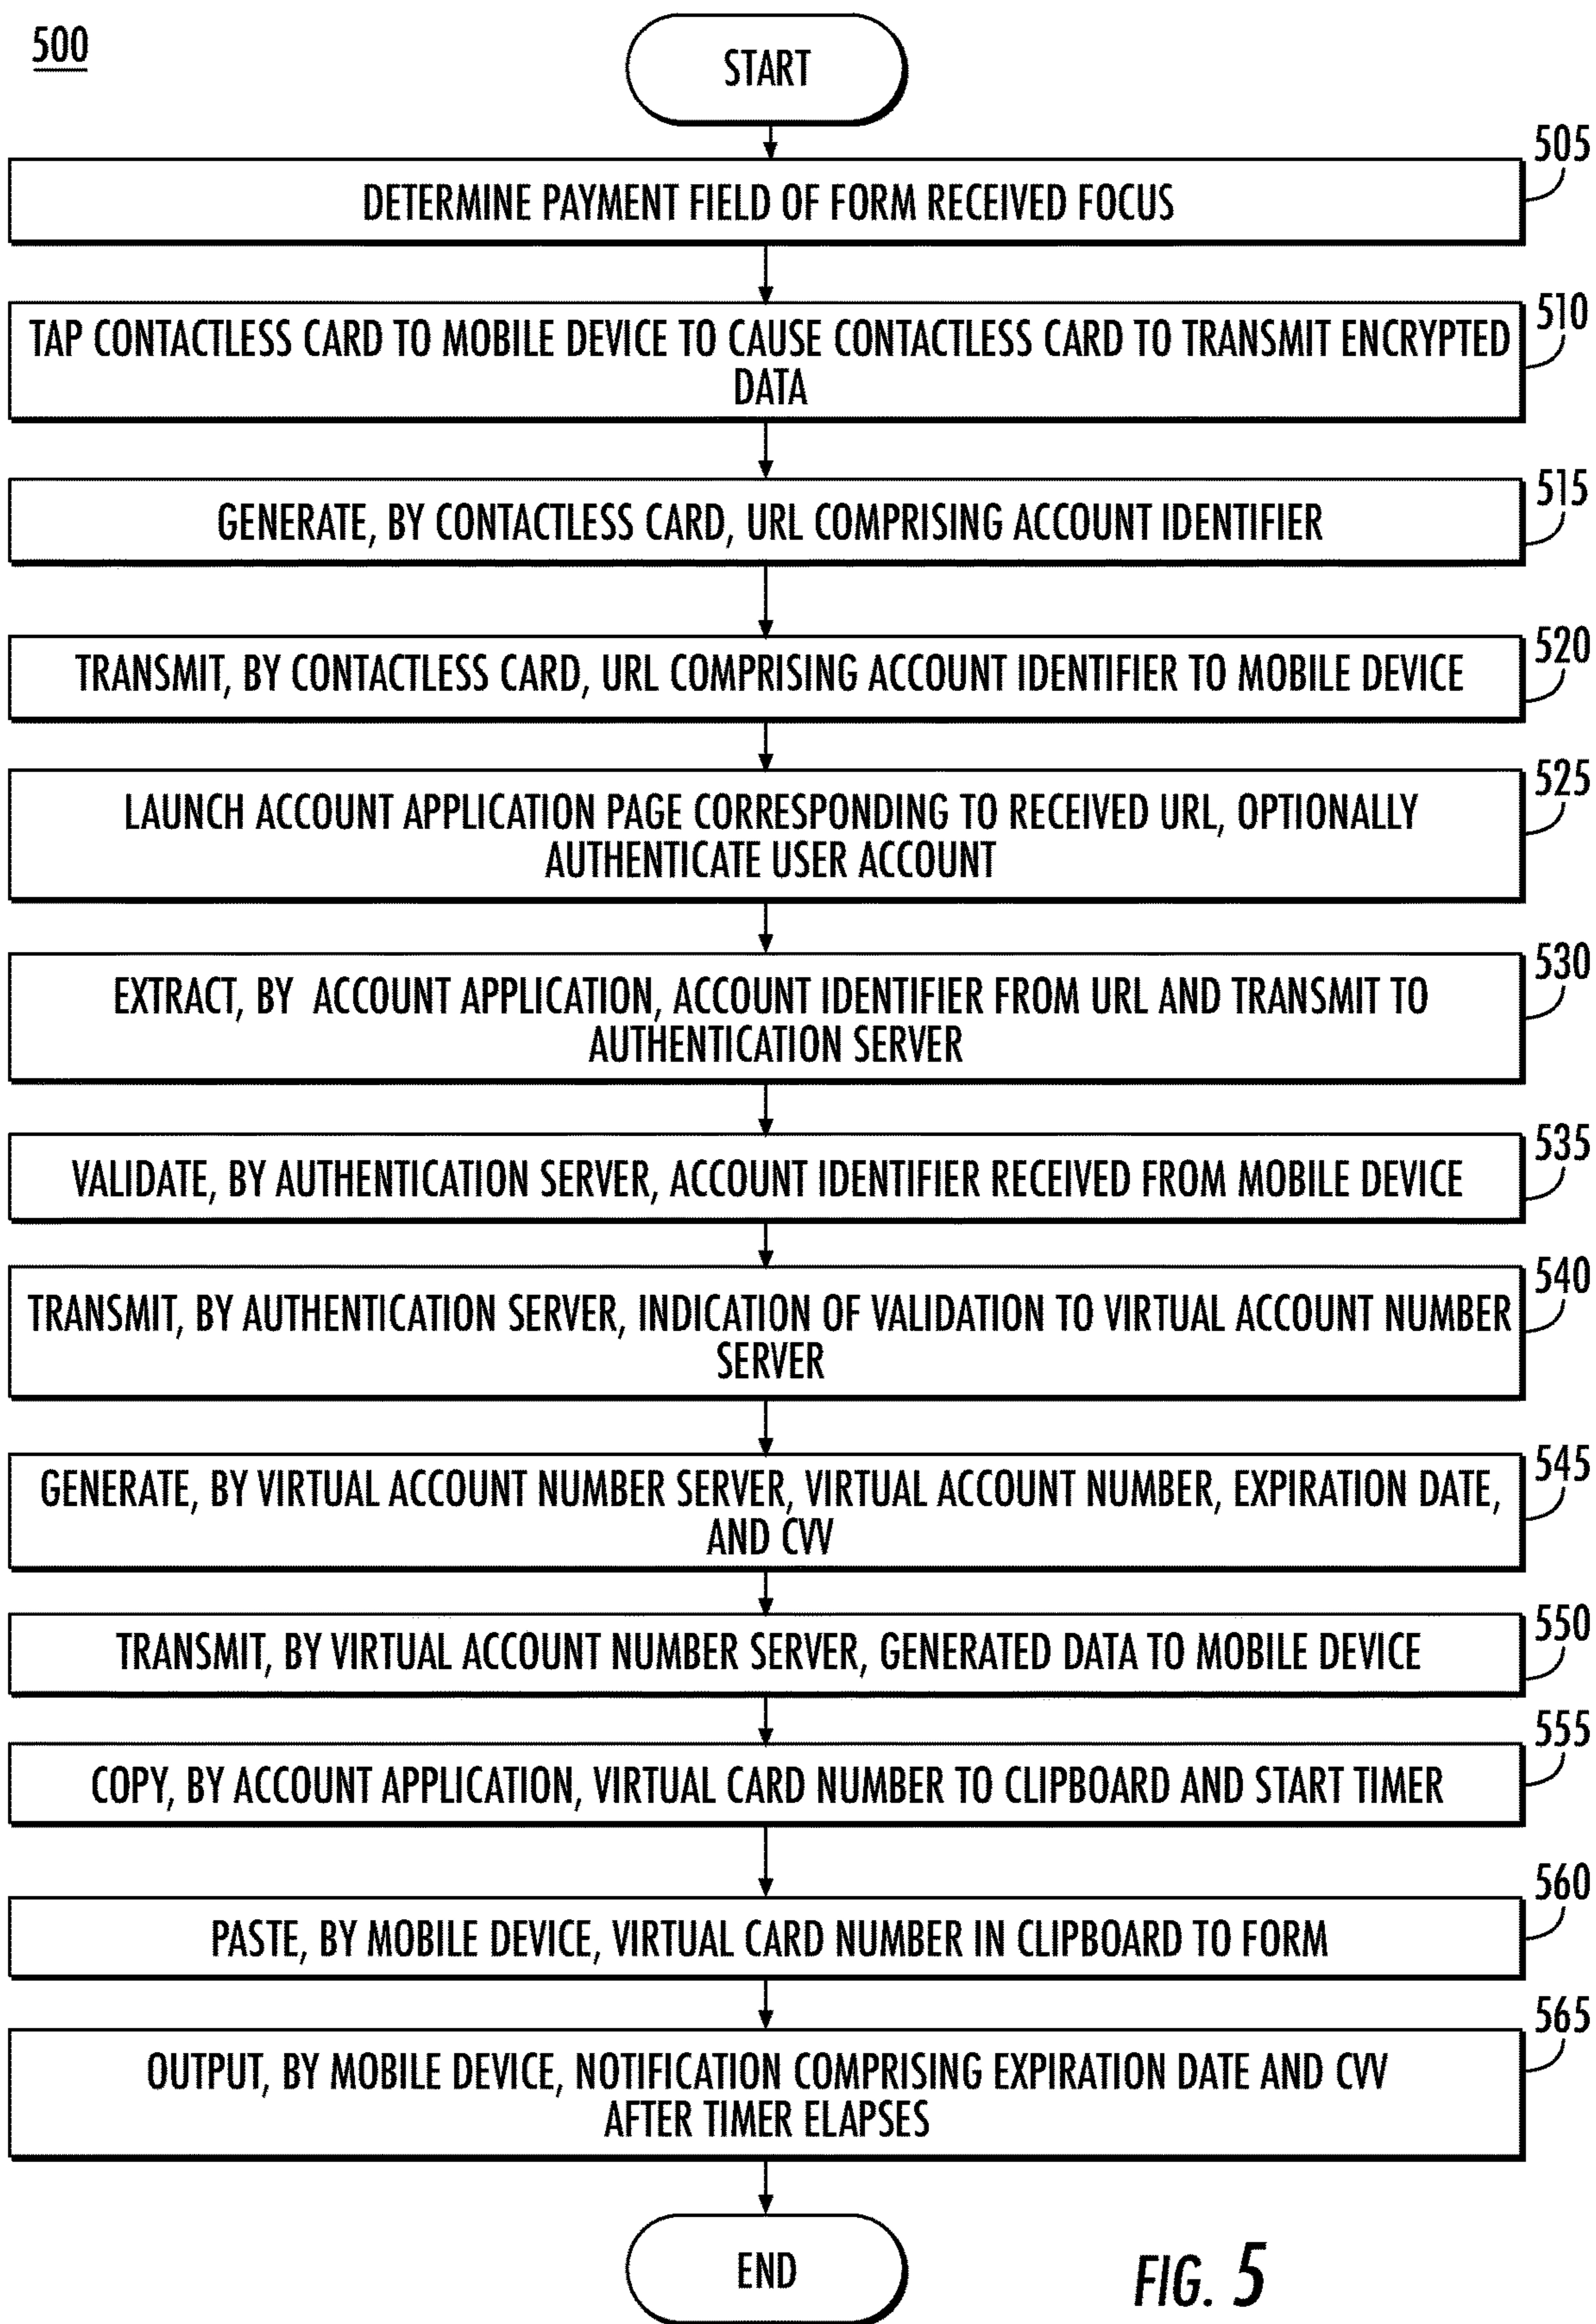 500
START
505
DETERMINE PAYMENT FIELD OF FORM RECEIVED FOCUS
510
TAP CONTACTLESS CARD TO MOBILE DEVICE TO CAUSE CONTACTLESS CARD TO TRANSMIT ENCRYPTED
DATA
515
GENERATE, BY CONTACTLESS CARD, URL COMPRISING ACCOUNT IDENTIFIER
520
TRANSMIT, BY CONTACTLESS CARD, URL COMPRISING ACCOUNT IDENTIFIER TO MOBILE DEVICE
525
LAUNCH ACCOUNT APPLICATION PAGE CORRESPONDING TO RECEIVED URL, OPTIONALLY
AUTHENTICATE USER ACCOUNT
530
EXTRACT, BY ACCOUNT APPLICATION, ACCOUNT IDENTIFIER FROM URL AND TRANSMIT TO
AUTHENTICATION SERVER
535
VALIDATE, BY AUTHENTICATION SERVER, ACCOUNT IDENTIFIER RECEIVED FROM MOBILE DEVICE
540
TRANSMIT, BY AUTHENTICATION SERVER, INDICATION OF VALIDATION TO VIRTUAL ACCOUNT NUMBER
SERVER
545
GENERATE, BY VIRTUAL ACCOUNT NUMBER SERVER, VIRTUAL ACCOUNT NUMBER, EXPIRATION DATE,
AND CVV
550
TRANSMIT, BY VIRTUAL ACCOUNT NUMBER SERVER, GENERATED DATA TO MOBILE DEVICE
555
COPY, BY ACCOUNT APPLICATION, VIRTUAL CARD NUMBER TO CLIPBOARD AND START TIMER
560
PASTE, BY MOBILE DEVICE, VIRTUAL CARD NUMBER IN CLIPBOARD TO FORM
565
OUTPUT, BY MOBILE DEVICE, NOTIFICATION COMPRISING EXPIRATION DATE AND CVV
AFTER TIMER ELAPSES
END
FIG. 5